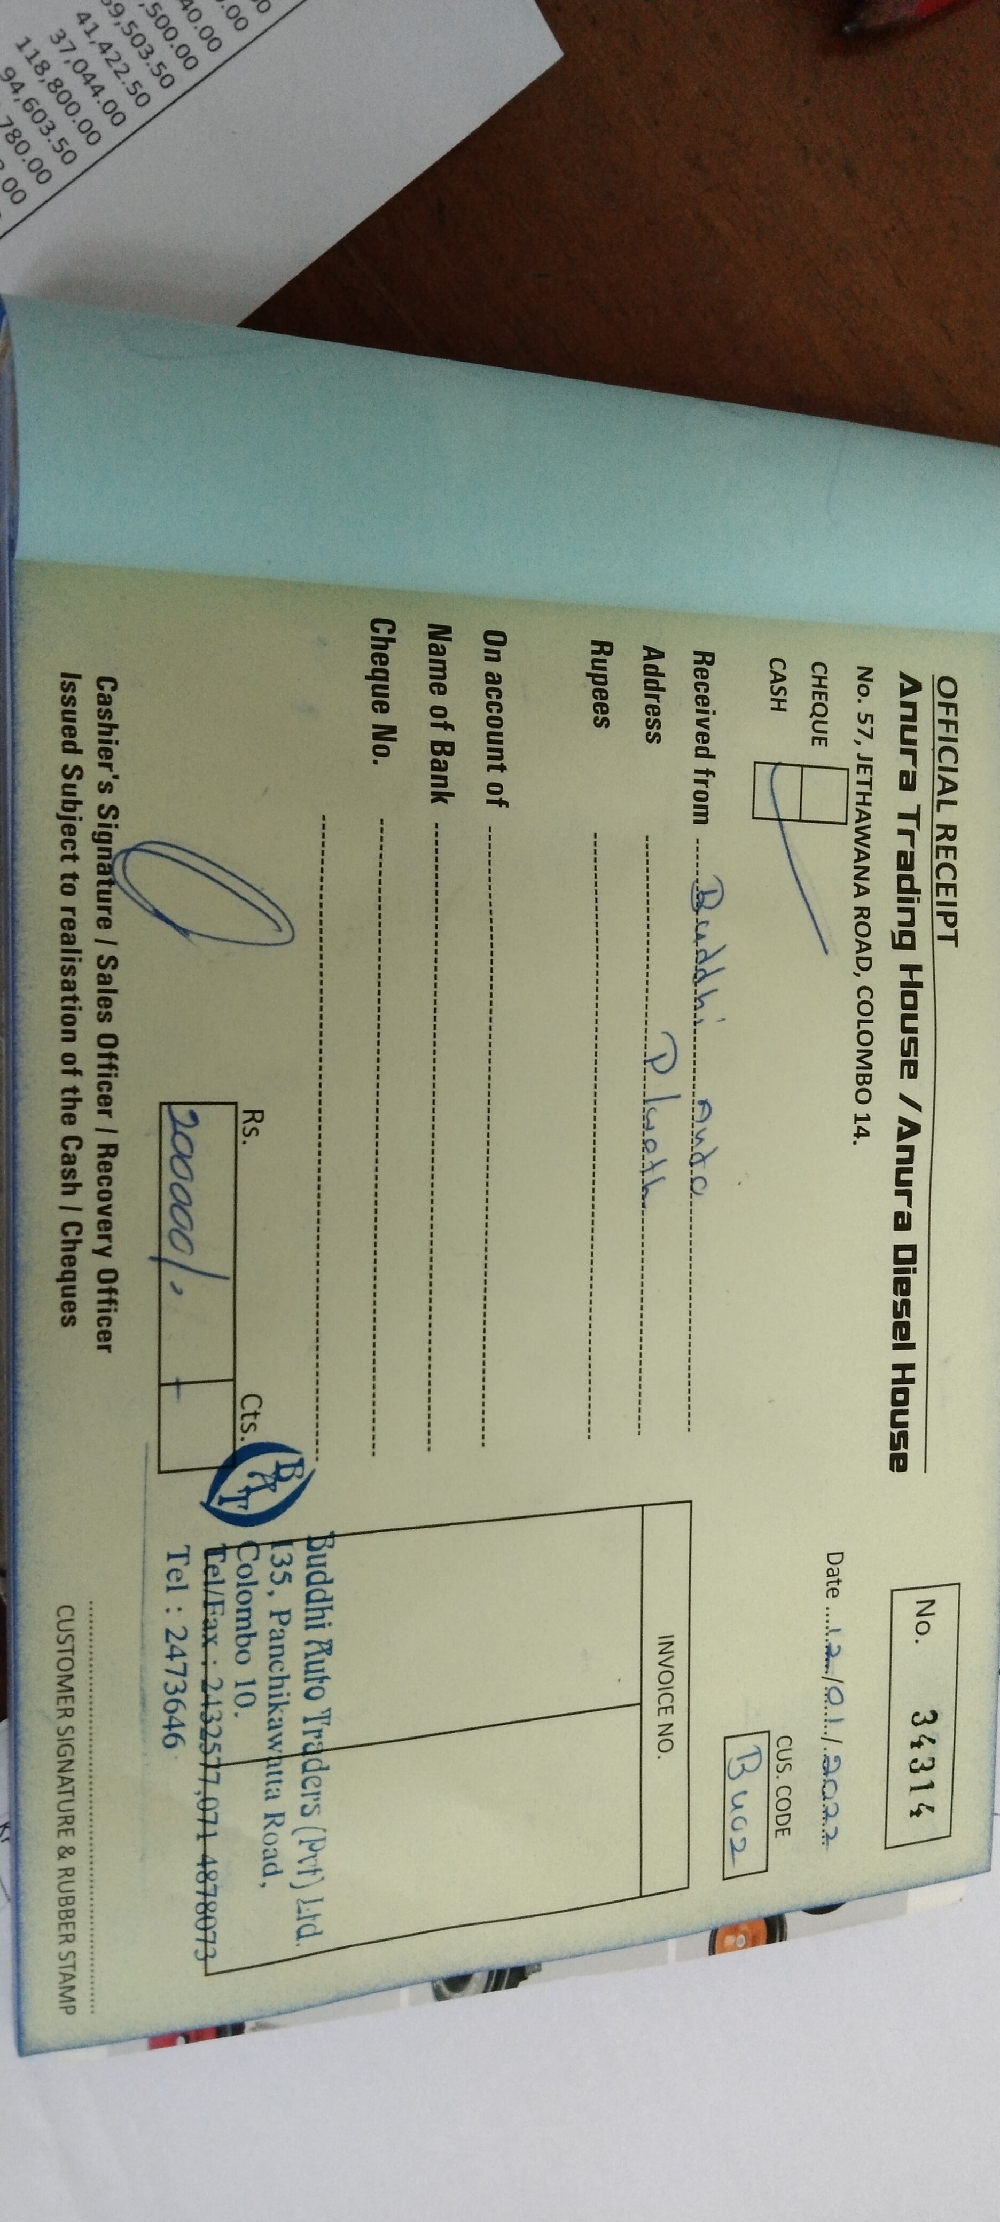 OFFICIAL RECEIPT
Anura Trading House / Anura Diesel House
No. 57, JETHAWANA ROAD, COLOMBO 14.
No. 34314
Date 12/01/2022
CHEQUE
CASH
CUS. CODE
Bu02
Received from Buddhi Auto
Address
Rupees
INVOICE NO.
On account of
Name of Bank
Cheque No.
Rs. Cts.
20000/-
BAT
Buddhi Auto Traders (Pvt) Ltd.
135, Panchikawatta Road,
Colombo 10.
Tel/Fax : 2432577,071-4878073
Tel : 2473646
Cashier's Signature / Sales Officer / Recovery Officer
Issued Subject to realisation of the Cash / Cheques
CUSTOMER SIGNATURE & RUBBER STAMP
40.00
,500.00
59,503.50
41,422.50
37,044.00
118,800.00
94,603.50
780.00